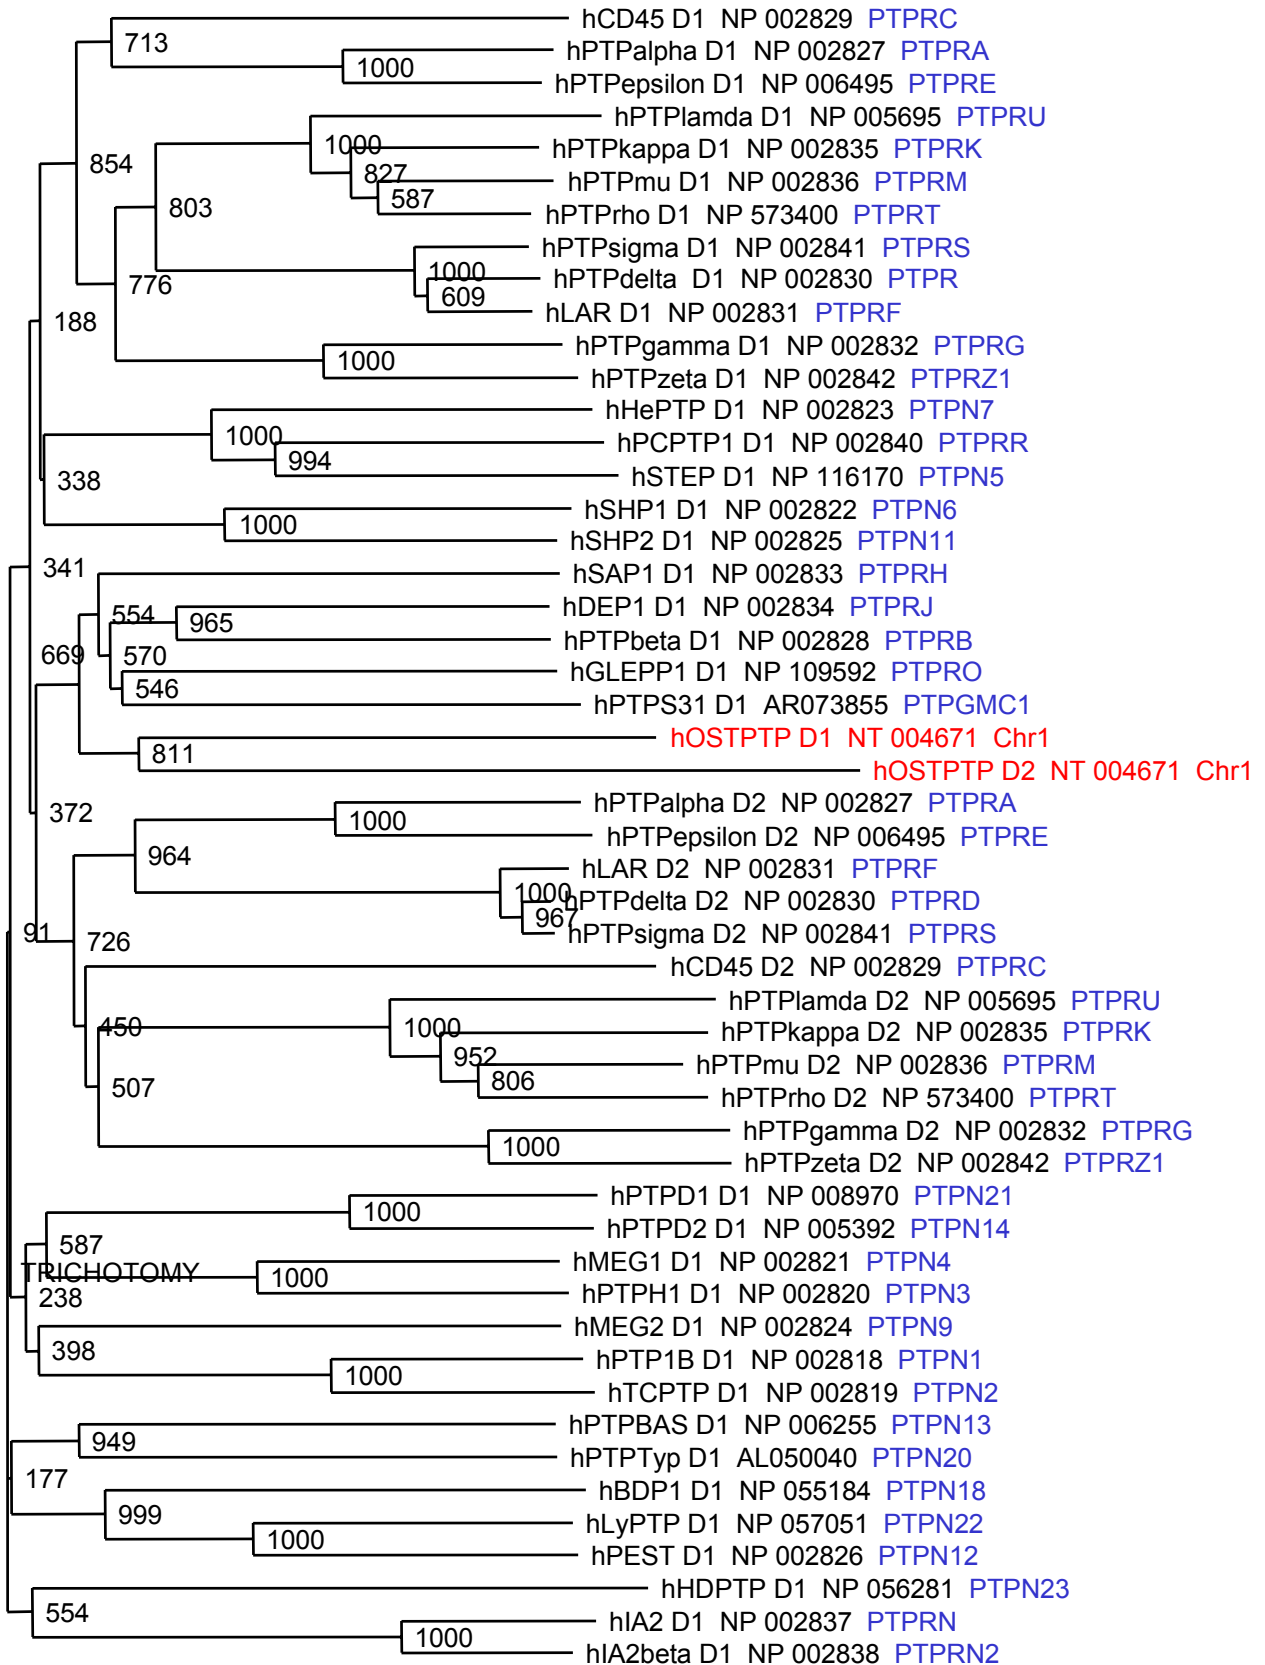 hCD45 D1 NP 002829 PTPRC
713
hPTPalpha D1 NP 002827 PTPRA
1000
hPTPepsilon D1 NP 006495 PTPRE
hPTPlamda D1 NP 005695 PTPRU
1000
hPTPkappa D1 NP 002835 PTPRK
854
827
hPTPmu D1 NP 002836 PTPRM
587
803
hPTPrho D1 NP 573400 PTPRT
hPTPsigma D1 NP 002841 PTPRS
1000
hPTPdelta D1 NP 002830 PTPR
776
609
hLAR D1 NP 002831 PTPRF
188
hPTPgamma D1 NP 002832 PTPRG
1000
hPTPzeta D1 NP 002842 PTPRZ1
hHePTP D1 NP 002823 PTPN7
1000
hPCPTP1 D1 NP 002840 PTPRR
994
hSTEP D1 NP 116170 PTPN5
338
hSHP1 D1 NP 002822 PTPN6
1000
hSHP2 D1 NP 002825 PTPN11
341
hSAP1 D1 NP 002833 PTPRH
hDEP1 D1 NP 002834 PTPRJ
554
965
hPTPbeta D1 NP 002828 PTPRB
669
570
hGLEPP1 D1 NP 109592 PTPRO
546
hPTPS31 D1 AR073855 PTPGMC1
hOSTPTP D1 NT 004671 Chr1
811
hOSTPTP D2 NT 004671 Chr1
hPTPalpha D2 NP 002827 PTPRA
372
1000
hPTPepsilon D2 NP 006495 PTPRE
964
hLAR D2 NP 002831 PTPRF
1000
hPTPdelta D2 NP 002830 PTPRD
967
hPTPsigma D2 NP 002841 PTPRS
91
726
hCD45 D2 NP 002829 PTPRC
hPTPlamda D2 NP 005695 PTPRU
450
1000
hPTPkappa D2 NP 002835 PTPRK
952
hPTPmu D2 NP 002836 PTPRM
806
507
hPTPrho D2 NP 573400 PTPRT
hPTPgamma D2 NP 002832 PTPRG
1000
hPTPzeta D2 NP 002842 PTPRZ1
hPTPD1 D1 NP 008970 PTPN21
1000
hPTPD2 D1 NP 005392 PTPN14
587
hMEG1 D1 NP 002821 PTPN4
TRICHOTOMY
1000
hPTPH1 D1 NP 002820 PTPN3
238
hMEG2 D1 NP 002824 PTPN9
398
hPTP1B D1 NP 002818 PTPN1
1000
hTCPTP D1 NP 002819 PTPN2
hPTPBAS D1 NP 006255 PTPN13
949
hPTPTyp D1 AL050040 PTPN20
177
hBDP1 D1 NP 055184 PTPN18
999
hLyPTP D1 NP 057051 PTPN22
1000
hPEST D1 NP 002826 PTPN12
hHDPTP D1 NP 056281 PTPN23
554
hIA2 D1 NP 002837 PTPRN
1000
hIA2beta D1 NP 002838 PTPRN2